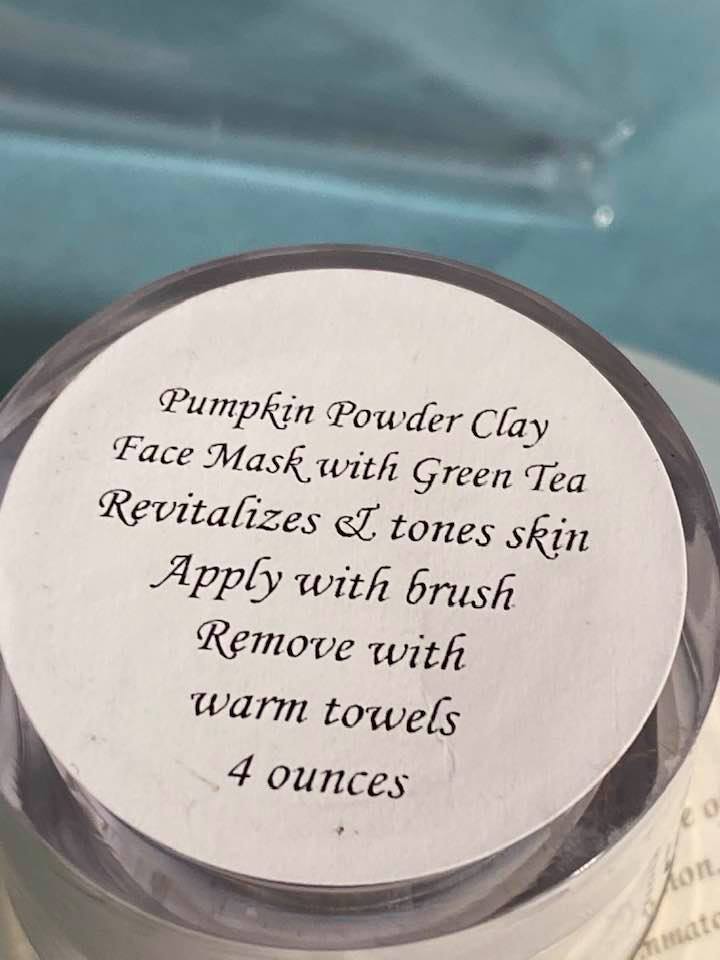 Pumpkin Powder Clay
Face Mask with Green Tea
Revitalizes & tones skin
Apply with brush
Remove with
warm towels
4 ounces